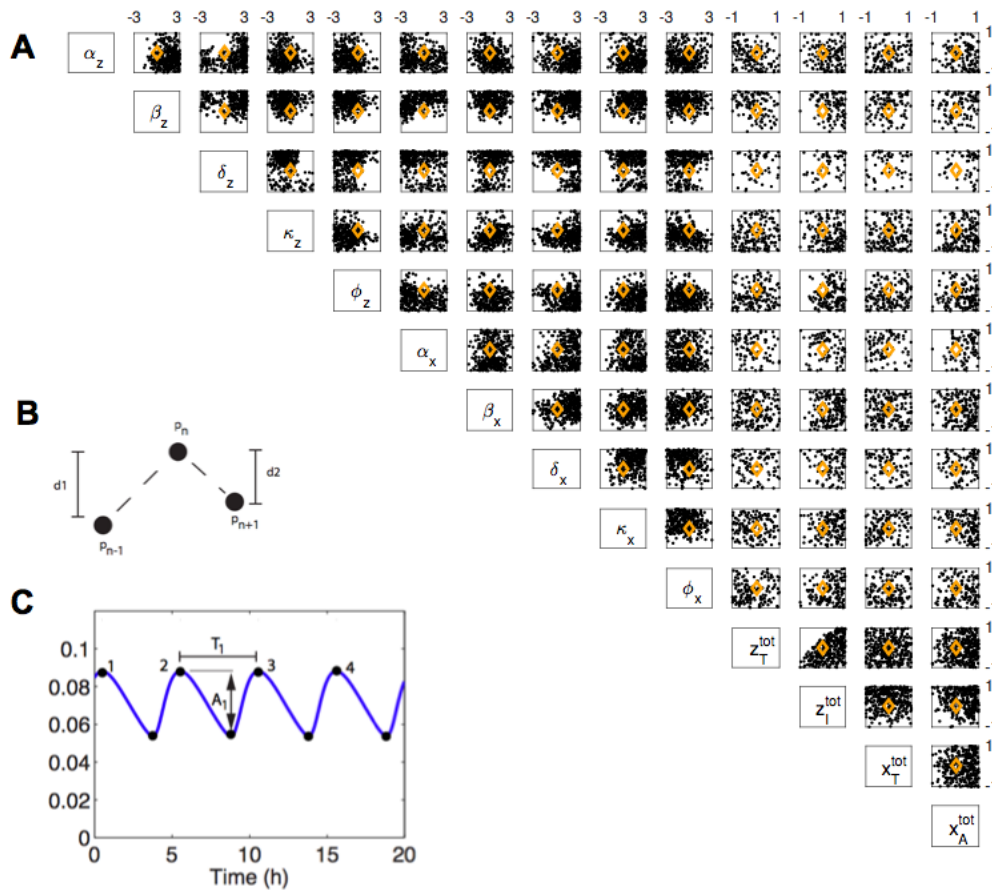 -3 3 -3 3 -3 3 -3 3 -3 3 -3 3 -3 3 -3 3 -3 3 -1 1 -1 1 -1 1 -1 1
A
α_z 1
β_z 1
δ_z 1
κ_z 1
φ_z 1
α_x 1
B
β_x 1
p_n
d1 d2
δ_x 1
p_{n+1}
p_{n-1}
κ_x 1
C
φ_x 1
T_1
0.1 1 2 3 4
z_T^{tot} 1
0.08
A_1
0.06
z_I^{tot} 1
0.04
0.02
x_T^{tot} 1
0
x_A^{tot}
0 5 10 15 20
Time (h)